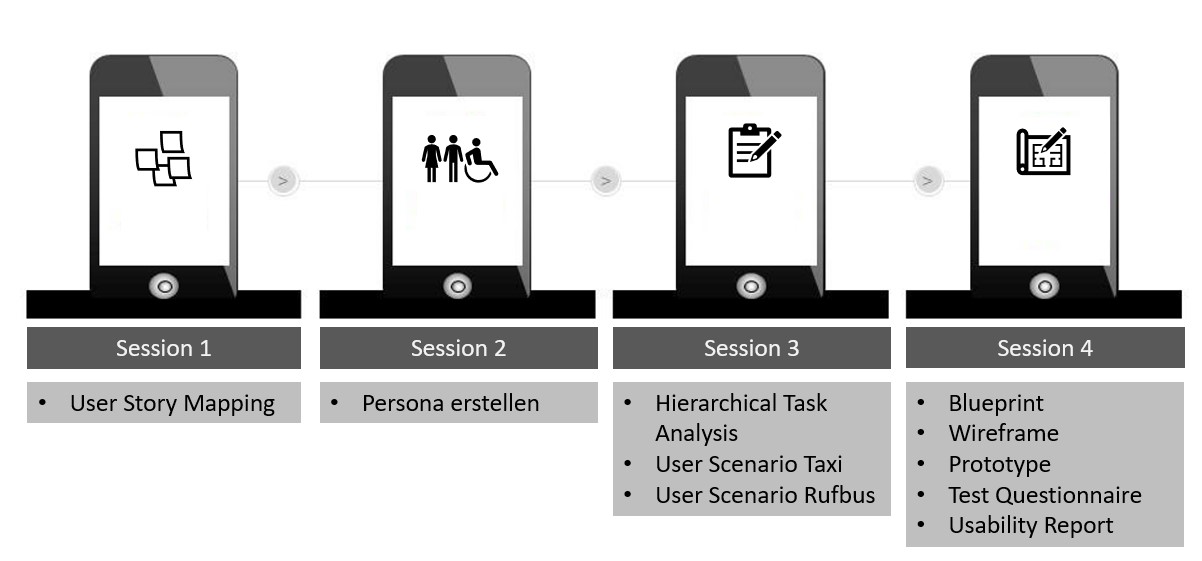 >
>
>
Session 1
Session 2
Session 3
Session 4
• User Story Mapping
• Persona erstellen
• Hierarchical Task
Analysis
• User Scenario Taxi
• User Scenario Rufbus
• Blueprint
• Wireframe
• Prototype
• Test Questionnaire
• Usability Report